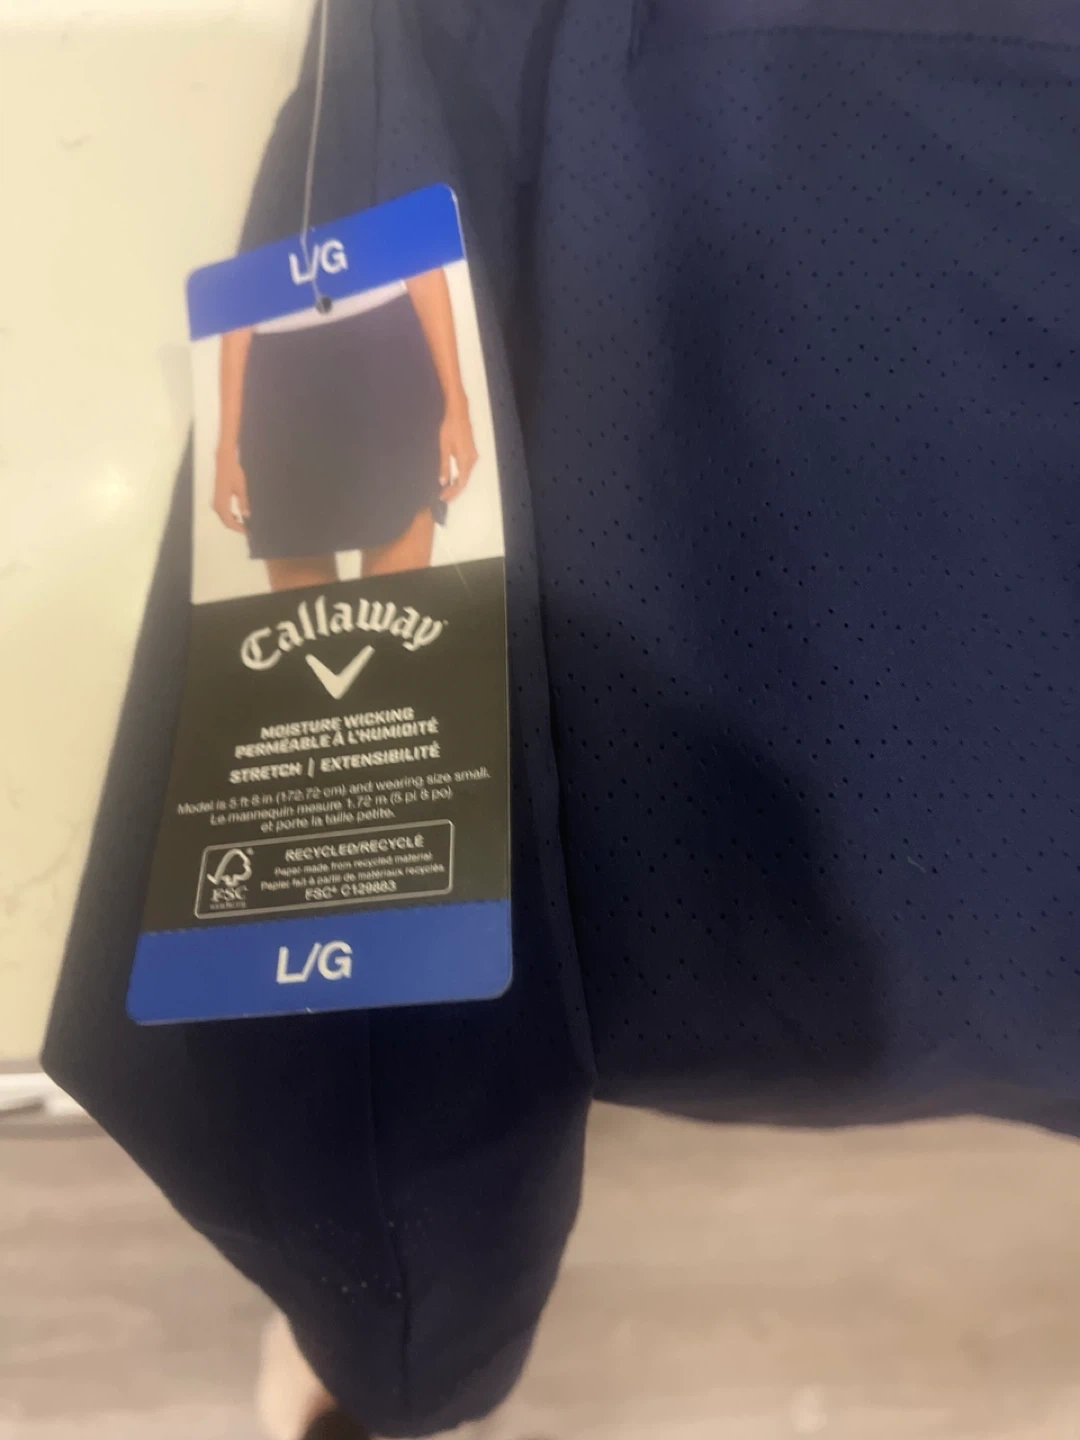 L/G
Callaway
MOISTURE WICKING
PERMÉABLE À L'HUMIDITÉ
STRETCH | EXTENSIBILITÉ
Model is 5 ft 8 in (172.72 cm) and wearing size small.
Le mannequin mesure 1,72 m (5 pi 8 po)
et porte la taille petite.
RECYCLED/RECYCLÉ
Paper made from recycled material
Papier fait à partir de matériaux recyclés
FSC® C129883
FSC
L/G